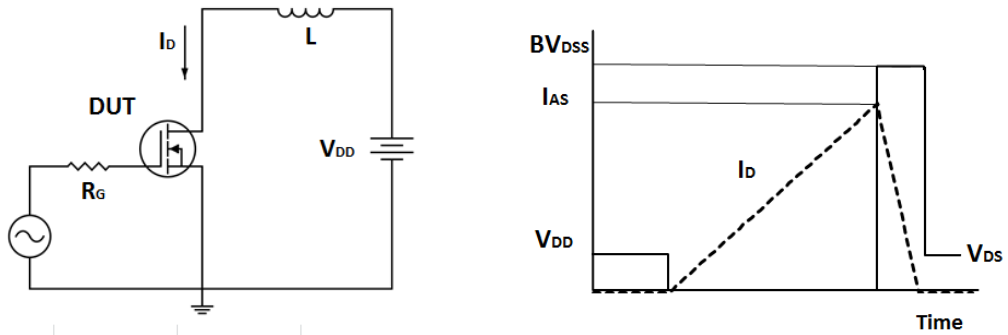 L
ID
DUT
VDD
RG
BVDSS
IAS
ID
VDD
VDS
Time